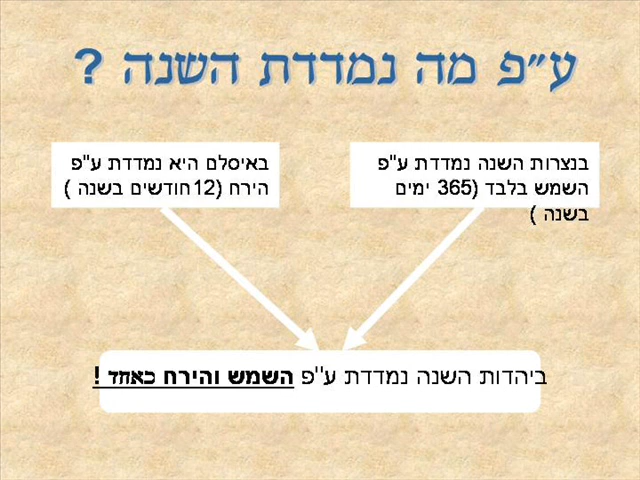 ע״פ מה נמדדת השנה ?
בנצרות השנה נמדדת ע"פ
השמש בלבד (365 ימים
בשנה )
באיסלם היא נמדדת ע"פ
הירח (12חודשים בשנה )
ביהדות השנה נמדדת ע"פ השמש והירח כאחד !